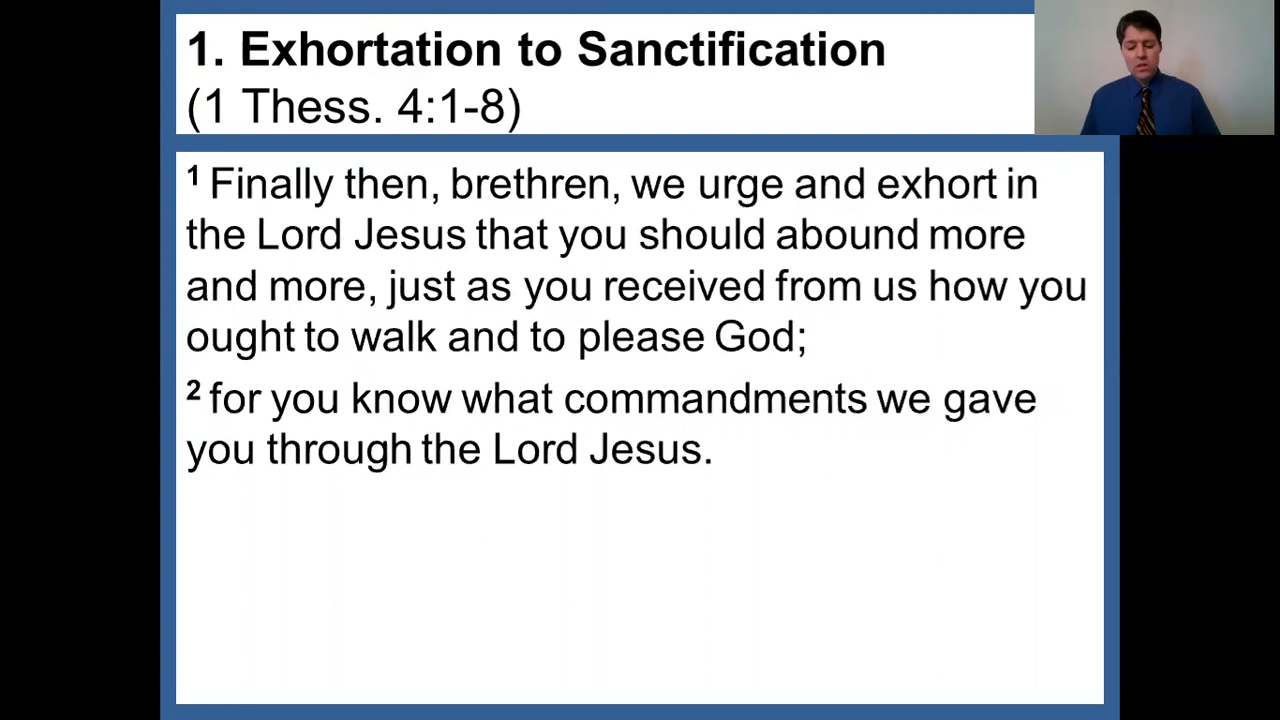 1. Exhortation to Sanctification
(1 Thess. 4:1-8)
1 Finally then, brethren, we urge and exhort in
the Lord Jesus that you should abound more
and more, just as you received from us how you
ought to walk and to please God;
2 for you know what commandments we gave
you through the Lord Jesus.